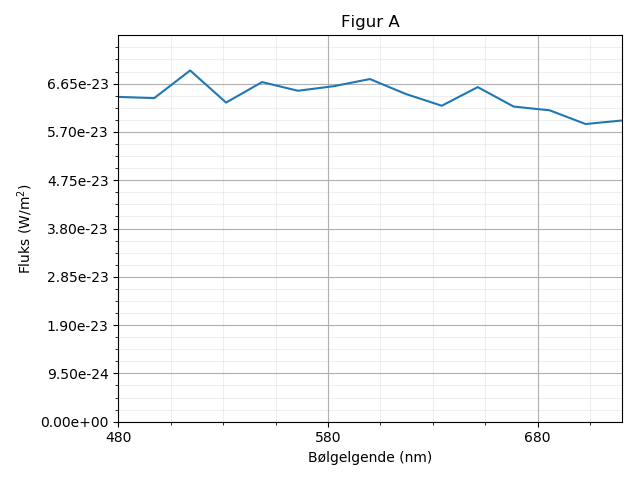 Figur A
Fluks (W/m²)
6.65e-23
5.70e-23
4.75e-23
3.80e-23
2.85e-23
1.90e-23
9.50e-24
0.00e+00
480
580
680
Bølgelgende (nm)